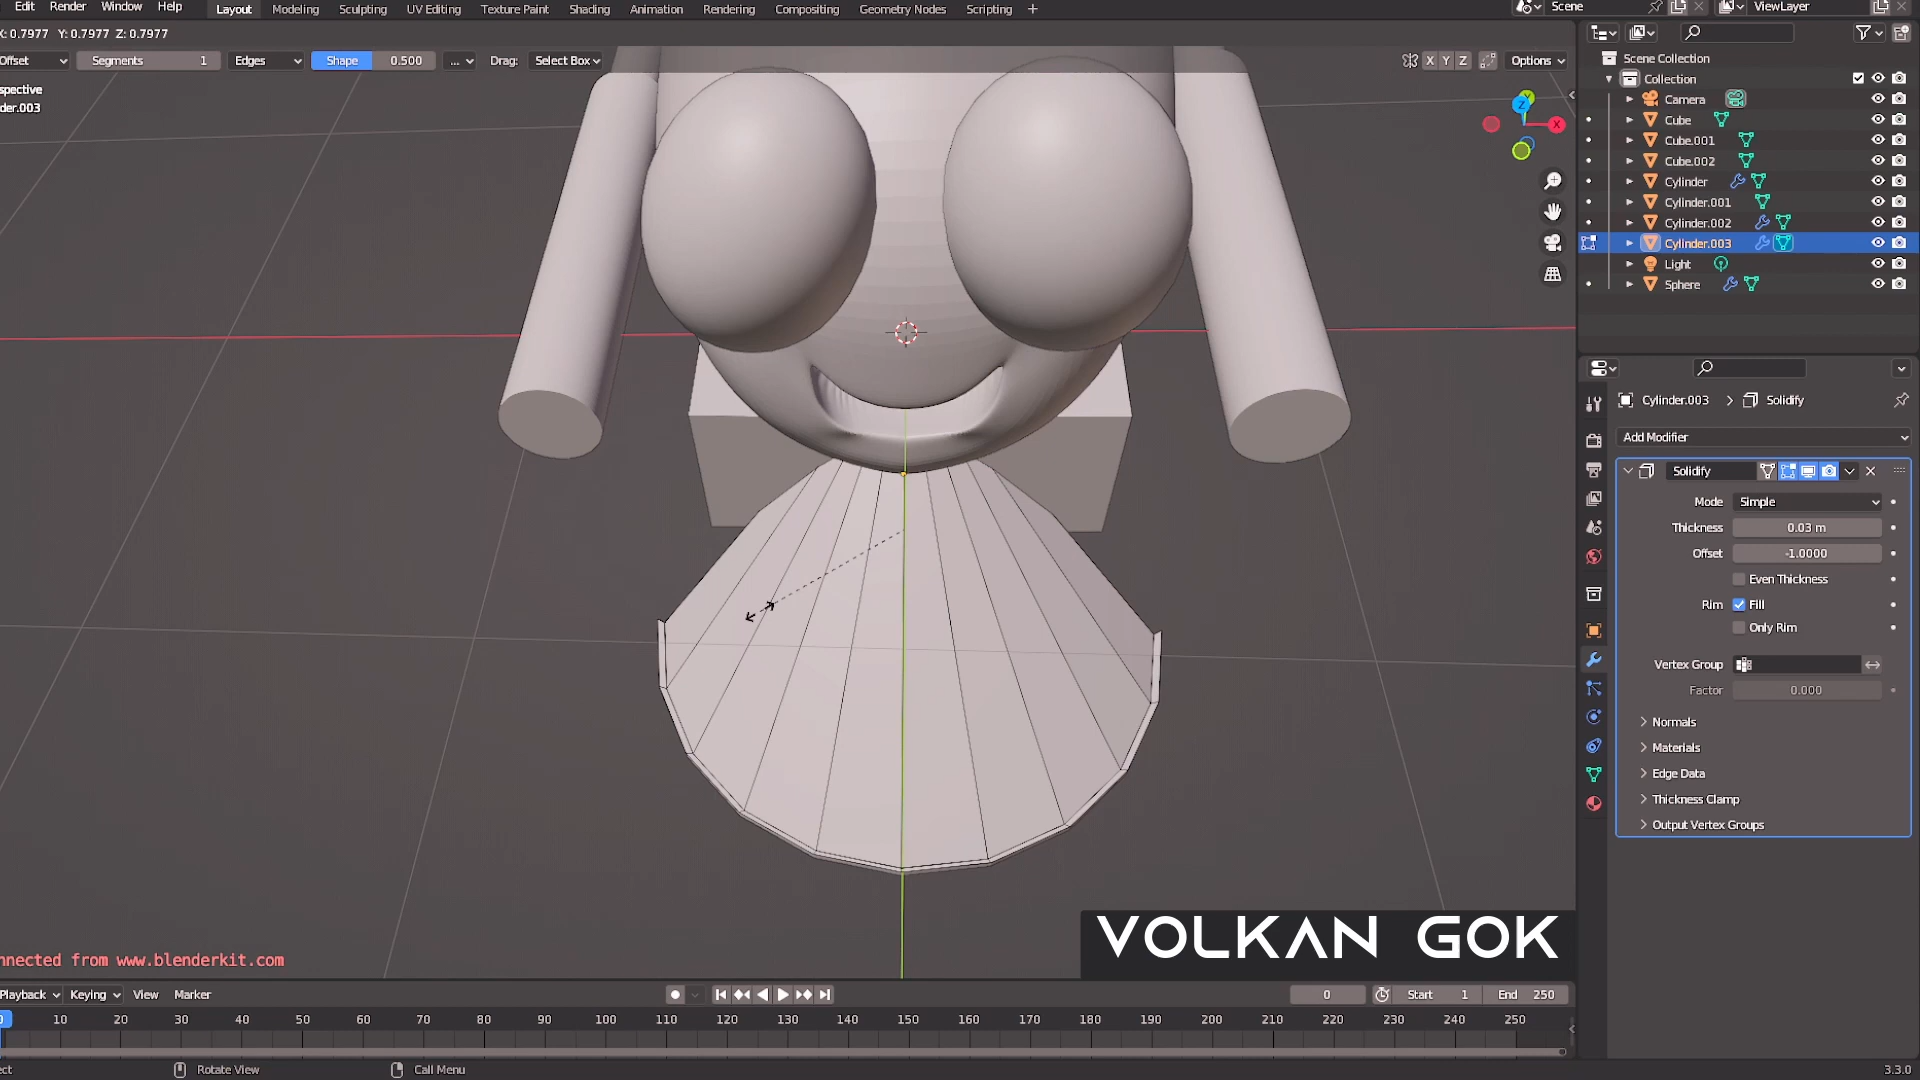 Edit Render Window Help Layout Modeling Sculpting UV Editing Texture Paint Shading Animation Rendering Compositing Geometry Nodes Scripting + Scene ViewLayer
X: 0.7977 Y: 0.7977 Z: 0.7977
Offset Segments 1 Edges Shape 0.500 ... Drag: Select Box X Y Z Options
spective
der.003
Z
Y
X
Scene Collection
Collection
Camera
Cube
Cube.001
Cube.002
Cylinder
Cylinder.001
Cylinder.002
Cylinder.003
Light
Sphere
Cylinder.003 > Solidify
Add Modifier
Solidify
Mode Simple
Thickness 0.03 m
Offset -1.0000
Even Thickness
Rim Fill
Only Rim
Vertex Group
Factor 0.000
Normals
Materials
Edge Data
Thickness Clamp
Output Vertex Groups
VOLKAN GOK
nnected from www.blenderkit.com
Playback Keying View Marker 0 Start 1 End 250
0 10 20 30 40 50 60 70 80 90 100 110 120 130 140 150 160 170 180 190 200 210 220 230 240 250
ect Rotate View Call Menu 3.3.0